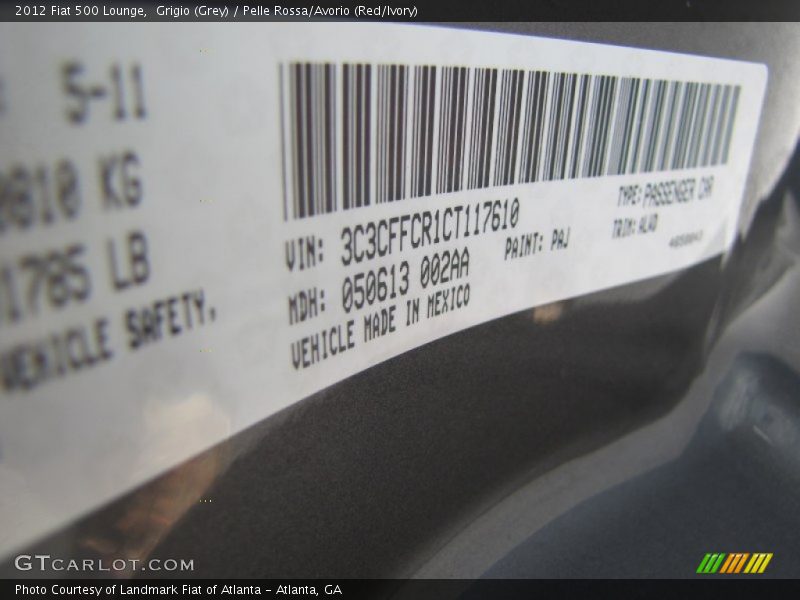 2012 Fiat 500 Lounge,  Grigio (Grey) / Pelle Rossa/Avorio (Red/Ivory)
5-11
0810 KG
1785 LB
VEHICLE SAFETY.
VIN: 3C3CFFCR1CT117610
MDH: 050613 002AA
VEHICLE MADE IN MEXICO
PAINT: PAJ
TYPE: PASSENGER CAR
TRIM:
GTCARLOT.COM
Photo Courtesy of Landmark Fiat of Atlanta - Atlanta, GA